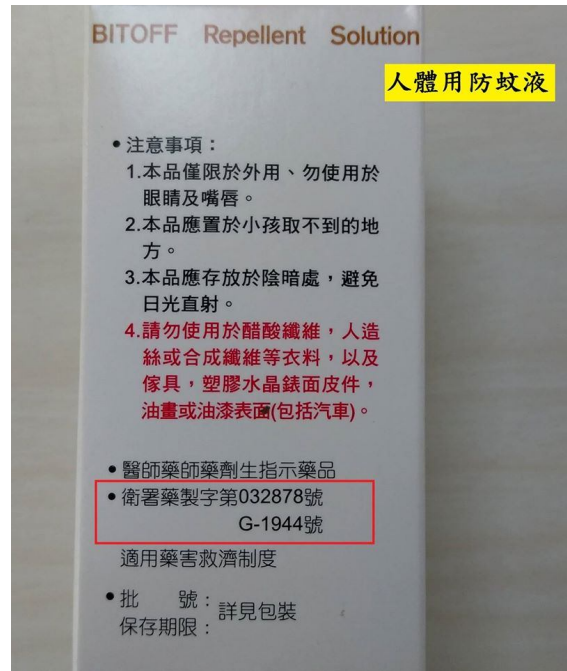 BITOFF Repellent Solution
人體用防蚊液
•注意事項：
1.本品僅限於外用、勿使用於
眼睛及嘴唇。
2.本品應置於小孩取不到的地
方。
3.本品應存放於陰暗處，避免
日光直射。
4.請勿使用於醋酸纖維，人造
絲或合成纖維等衣料，以及
傢具，塑膠水晶錶面皮件，
油畫或油漆表面(包括汽車)。
•醫師藥師藥劑生指示藥品
•衛署藥製字第032878號
G-1944號
適用藥害救濟制度
•批 號：
詳見包裝
保存期限：